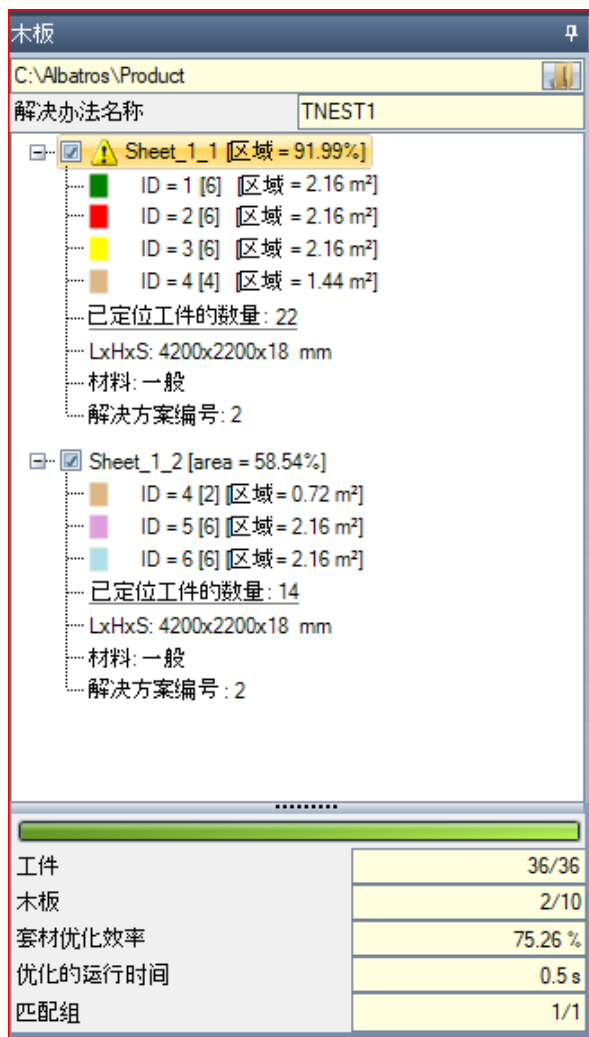 木板
C:\Albatros\Product
解决办法名称 TNEST1
Sheet_1_1 [区域 = 91.99%]
ID = 1 [6] [区域 = 2.16 m²]
ID = 2 [6] [区域 = 2.16 m²]
ID = 3 [6] [区域 = 2.16 m²]
ID = 4 [4] [区域 = 1.44 m²]
已定位工件的数量: 22
LxHxS: 4200x2200x18 mm
材料: 一般
解决方案编号: 2
Sheet_1_2 [area = 58.54%]
ID = 4 [2] [区域= 0.72 m²]
ID = 5 [6] [区域= 2.16 m²]
ID = 6 [6] [区域= 2.16 m²]
已定位工件的数量: 14
LxHxS: 4200x2200x18 mm
材料: 一般
解决方案编号 : 2
工件 36/36
木板 2/10
套材优化效率 75.26 %
优化的运行时间 0.5 s
匹配组 1/1